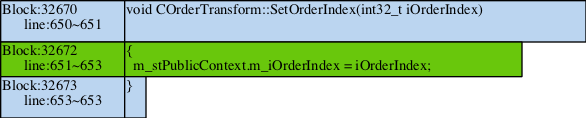 Block:32670 void COrderTransform::SetOrderIndex(int32_t iOrderIndex)
line:650~651
Block:32672 {
line:651~653 m_stPublicContext.m_iOrderIndex = iOrderIndex;
Block:32673 }
line:653~653